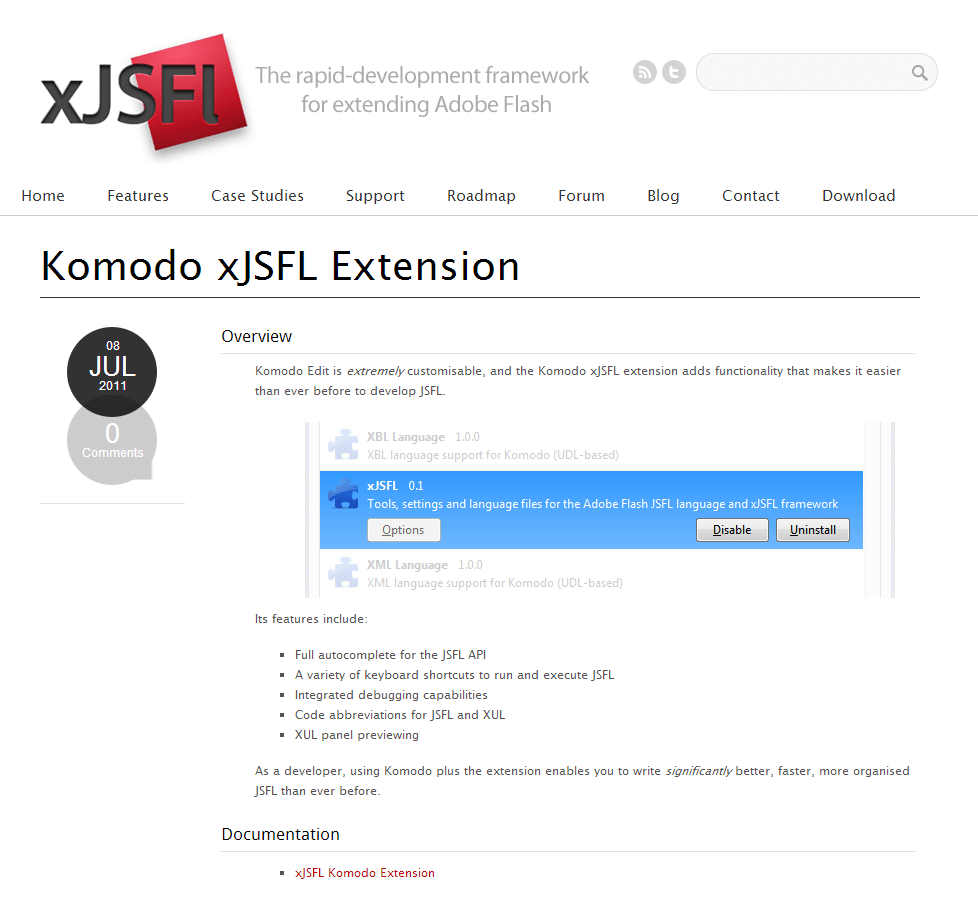 xJSFl
The rapid-development framework
for extending Adobe Flash
Home Features Case Studies Support Roadmap Forum Blog Contact Download
Komodo xJSFL Extension
08
JUL
2011
0
Comments
Overview
Komodo Edit is extremely customisable, and the Komodo xJSFL extension adds functionality that makes it easier
than ever before to develop JSFL.
XBL Language 1.0.0
XBL language support for Komodo (UDL-based)
xJSFL 0.1
Tools, settings and language files for the Adobe Flash JSFL language and xJSFL framework
Options Disable Uninstall
XML Language 1.0.0
XML language support for Komodo (UDL-based)
Its features include:
Full autocomplete for the JSFL API
A variety of keyboard shortcuts to run and execute JSFL
Integrated debugging capabilities
Code abbreviations for JSFL and XUL
XUL panel previewing
As a developer, using Komodo plus the extension enables you to write significantly better, faster, more organised
JSFL than ever before.
Documentation
xJSFL Komodo Extension